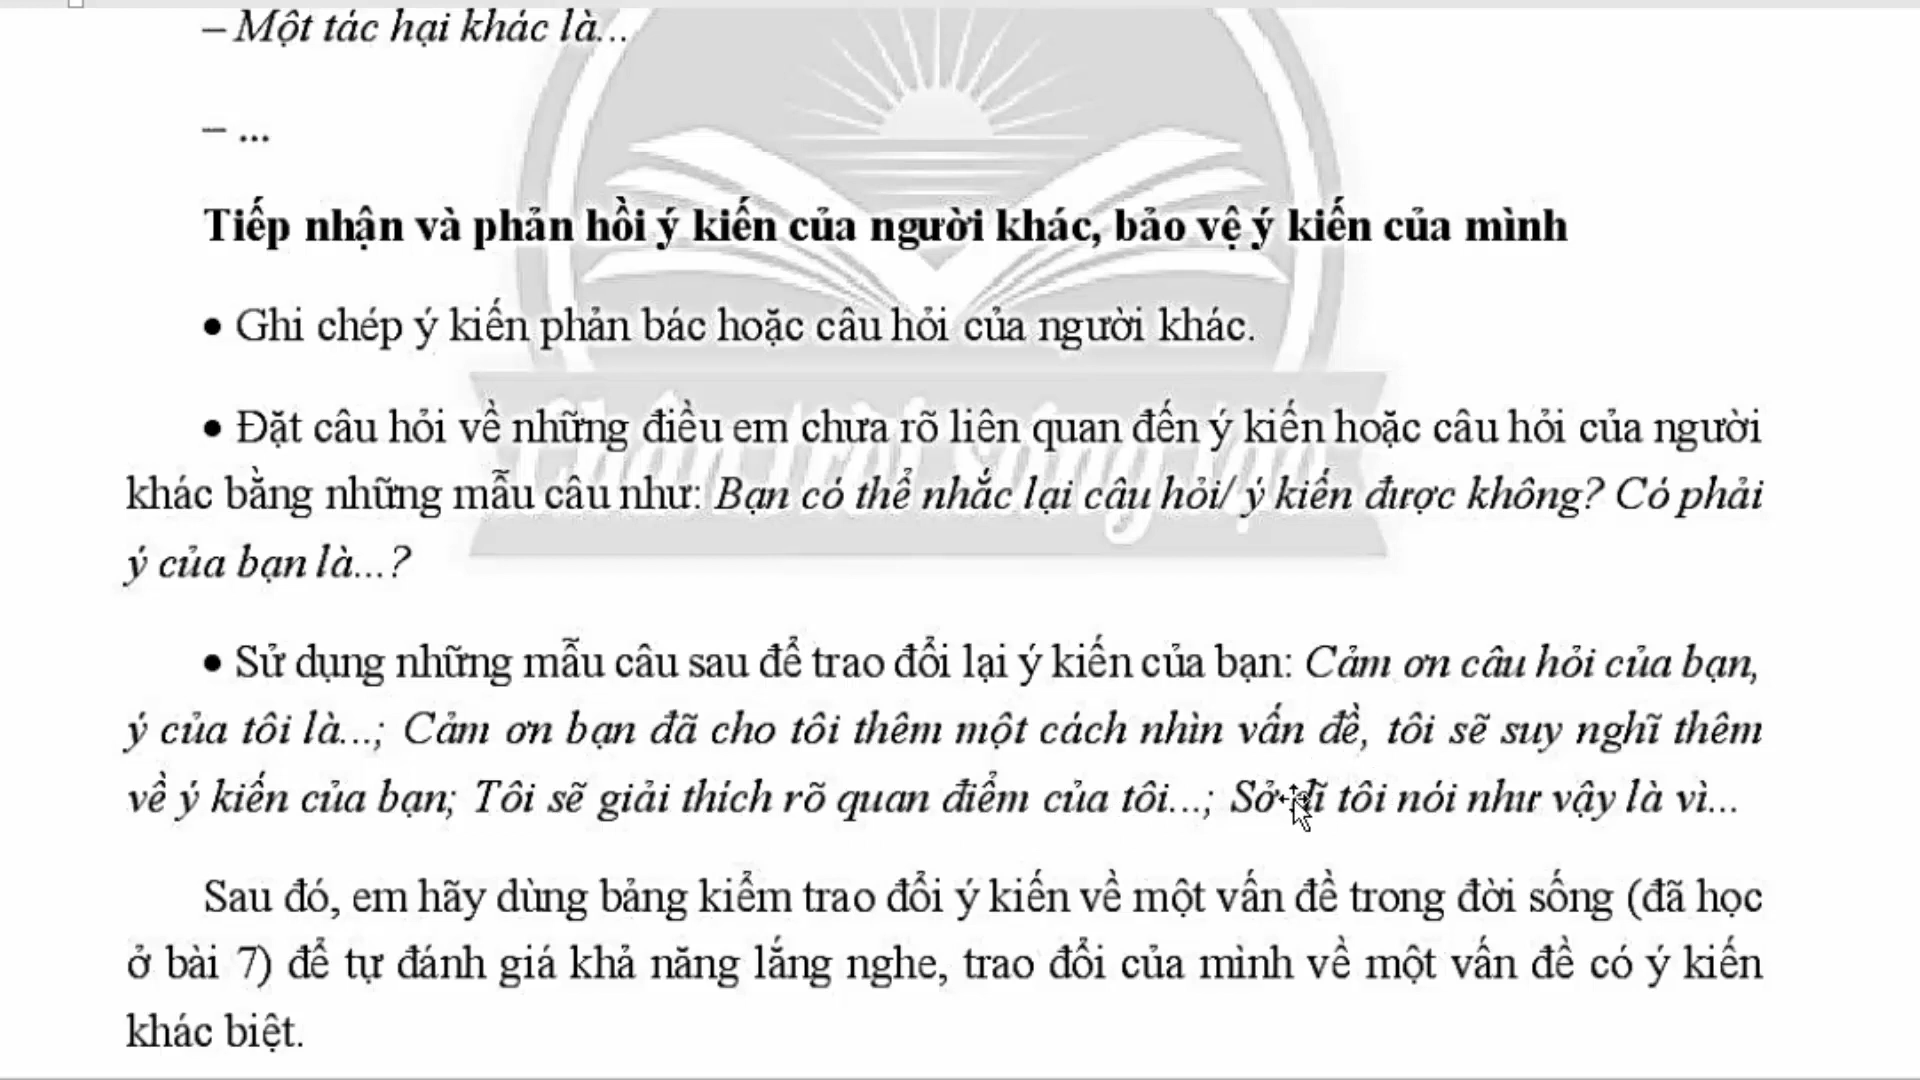 – Một tác hại khác là...
– ...
Tiếp nhận và phản hồi ý kiến của người khác, bảo vệ ý kiến của mình
• Ghi chép ý kiến phản bác hoặc câu hỏi của người khác.
• Đặt câu hỏi về những điều em chưa rõ liên quan đến ý kiến hoặc câu hỏi của người
khác bằng những mẫu câu như: Bạn có thể nhắc lại câu hỏi/ ý kiến được không? Có phải
ý của bạn là...?
• Sử dụng những mẫu câu sau để trao đổi lại ý kiến của bạn: Cảm ơn câu hỏi của bạn,
ý của tôi là...; Cảm ơn bạn đã cho tôi thêm một cách nhìn vấn đề, tôi sẽ suy nghĩ thêm
về ý kiến của bạn; Tôi sẽ giải thích rõ quan điểm của tôi...; Sở dĩ tôi nói như vậy là vì...
Sau đó, em hãy dùng bảng kiểm trao đổi ý kiến về một vấn đề trong đời sống (đã học
ở bài 7) để tự đánh giá khả năng lắng nghe, trao đổi của mình về một vấn đề có ý kiến
khác biệt.
Chân trời sáng tạo